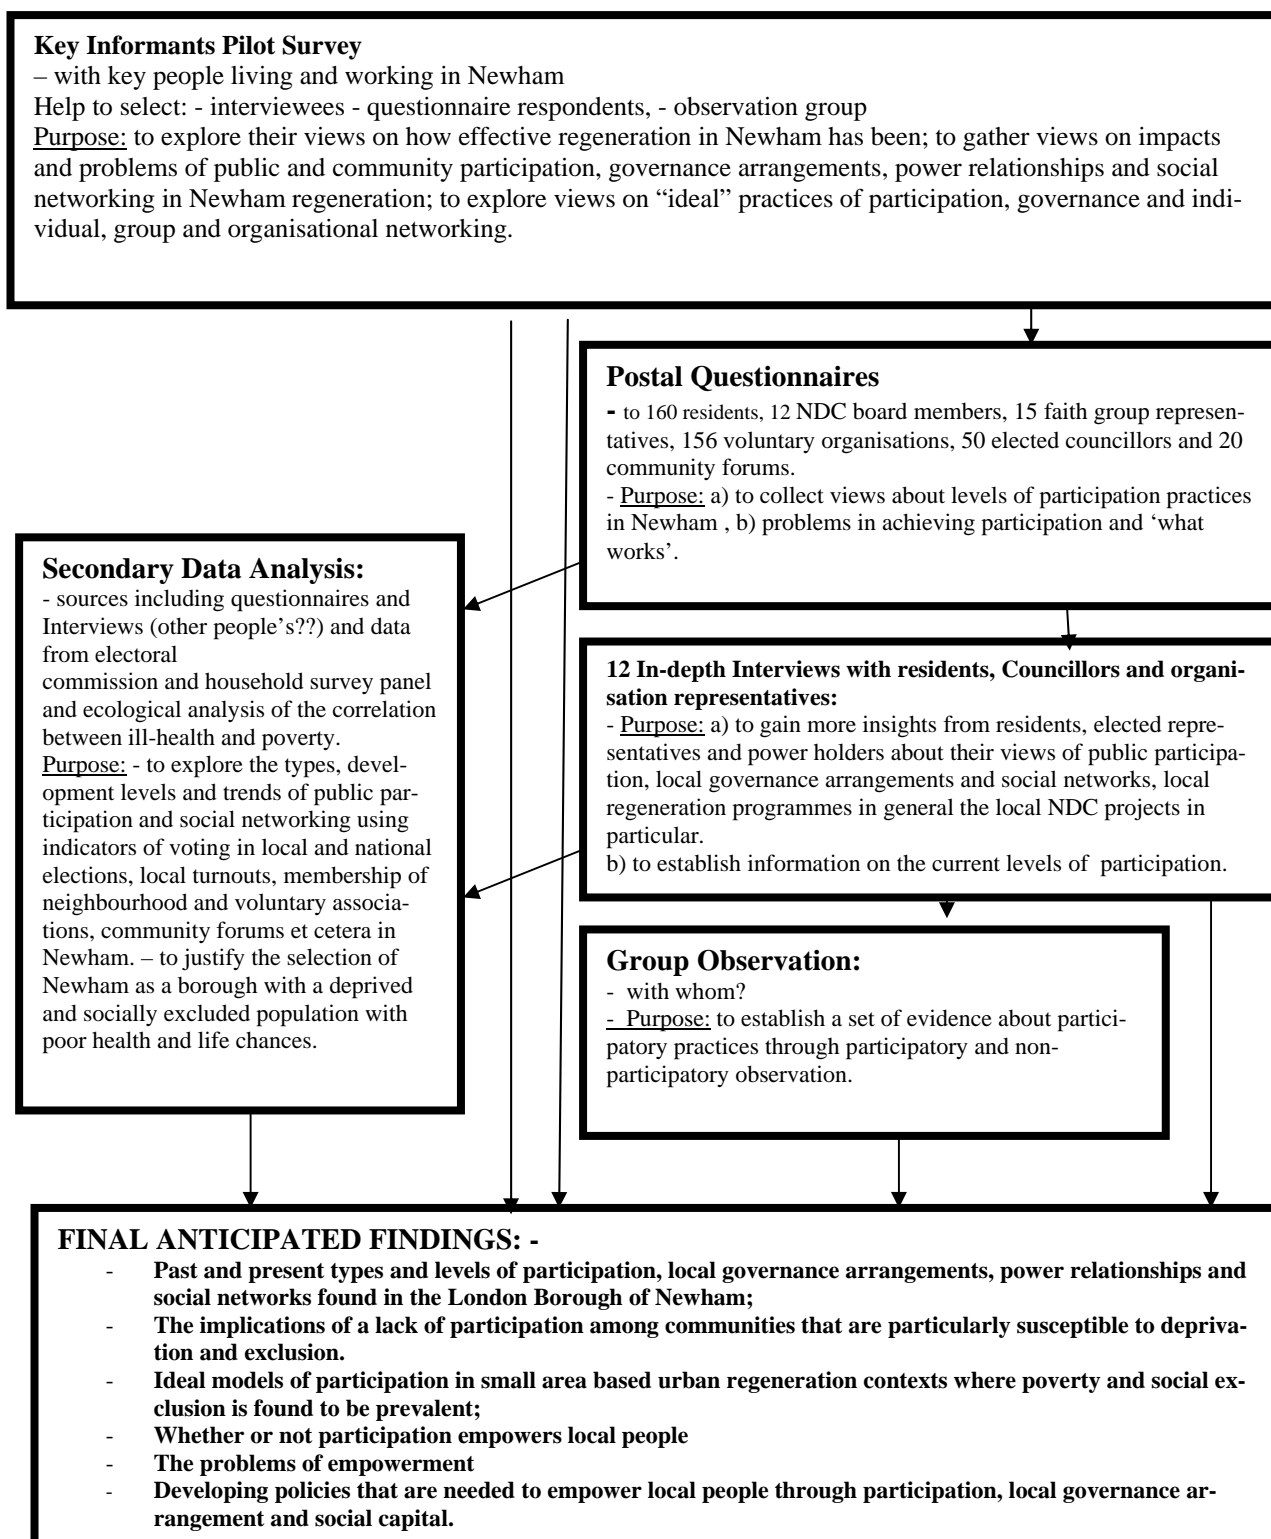 Key Informants Pilot Survey
– with key people living and working in Newham
Help to select: - interviewees - questionnaire respondents, - observation group
Purpose: to explore their views on how effective regeneration in Newham has been; to gather views on impacts
and problems of public and community participation, governance arrangements, power relationships and social
networking in Newham regeneration; to explore views on “ideal” practices of participation, governance and indi-
vidual, group and organisational networking.
Postal Questionnaires
- to 160 residents, 12 NDC board members, 15 faith group represen-
tatives, 156 voluntary organisations, 50 elected councillors and 20
community forums.
- Purpose: a) to collect views about levels of participation practices
in Newham , b) problems in achieving participation and ‘what
works’.
Secondary Data Analysis:
- sources including questionnaires and
Interviews (other people’s??) and data
from electoral
commission and household survey panel
and ecological analysis of the correlation
between ill-health and poverty.
Purpose: - to explore the types, devel-
opment levels and trends of public par-
ticipation and social networking using
indicators of voting in local and national
elections, local turnouts, membership of
neighbourhood and voluntary associa-
tions, community forums et cetera in
Newham. – to justify the selection of
Newham as a borough with a deprived
and socially excluded population with
poor health and life chances.
12 In-depth Interviews with residents, Councillors and organi-
sation representatives:
- Purpose: a) to gain more insights from residents, elected repre-
sentatives and power holders about their views of public participa-
tion, local governance arrangements and social networks, local
regeneration programmes in general the local NDC projects in
particular.
b) to establish information on the current levels of  participation.
Group Observation:
- with whom?
- Purpose: to establish a set of evidence about partici-
patory practices through participatory and non-
participatory observation.
FINAL ANTICIPATED FINDINGS: -
- Past and present types and levels of participation, local governance arrangements, power relationships and
social networks found in the London Borough of Newham;
- The implications of a lack of participation among communities that are particularly susceptible to depriva-
tion and exclusion.
- Ideal models of participation in small area based urban regeneration contexts where poverty and social ex-
clusion is found to be prevalent;
- Whether or not participation empowers local people
- The problems of empowerment
- Developing policies that are needed to empower local people through participation, local governance ar-
rangement and social capital.